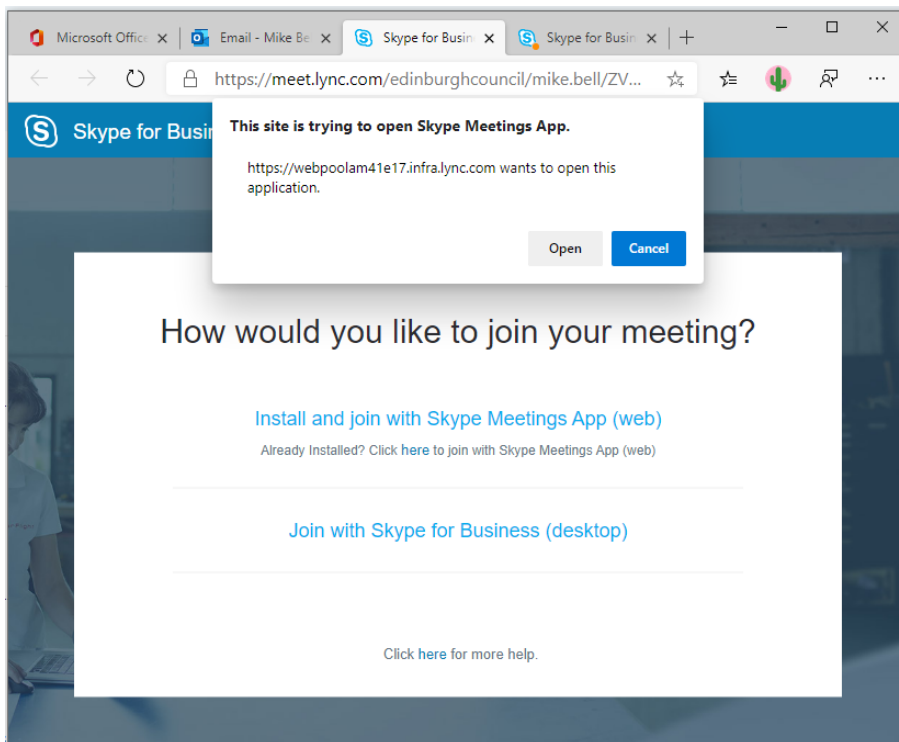 Microsoft Office
Email - Mike Be
Skype for Busin
Skype for Busin
https://meet.lync.com/edinburghcouncil/mike.bell/ZV...
Skype for Busin
This site is trying to open Skype Meetings App.
https://webpoolam41e17.infra.lync.com wants to open this
application.
Open
Cancel
How would you like to join your meeting?
Install and join with Skype Meetings App (web)
Already Installed? Click here to join with Skype Meetings App (web)
Join with Skype for Business (desktop)
Click here for more help.